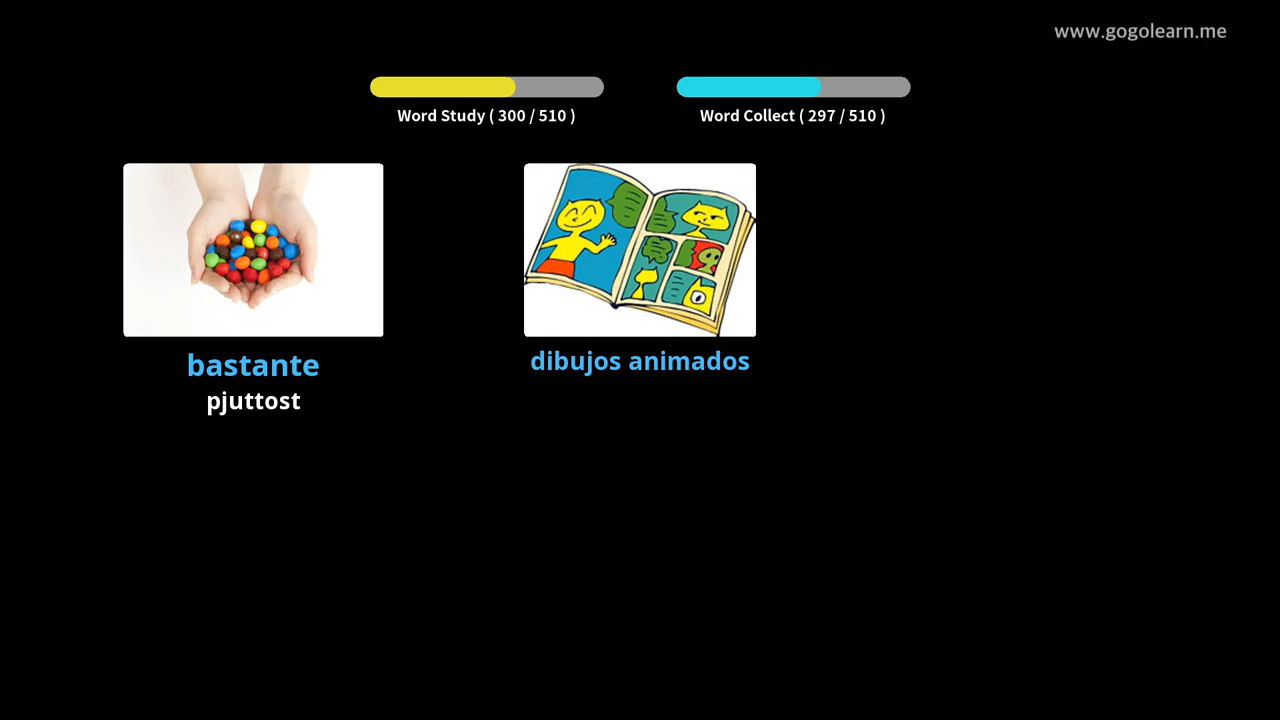 www.gogolearn.me
Word Study ( 300 / 510 )
Word Collect ( 297 / 510 )
bastante
pjuttost
dibujos animados